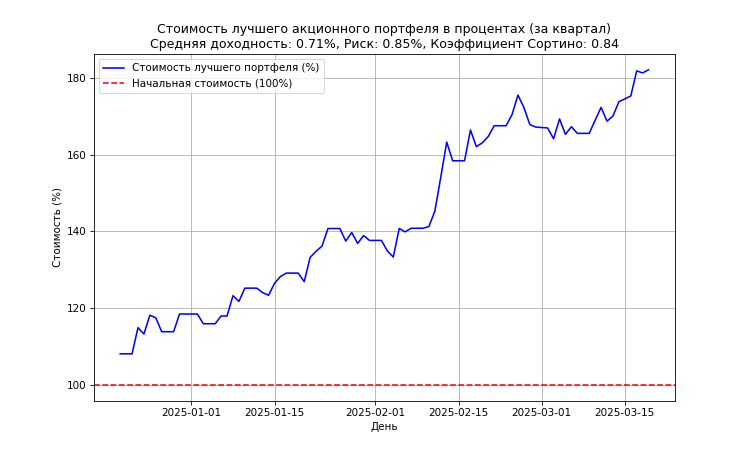 Стоимость лучшего акционного портфеля в процентах (за квартал)
Средняя доходность: 0.71%, Риск: 0.85%, Коэффициент Сортино: 0.84
Стоимость лучшего портфеля (%)
Начальная стоимость (100%)
Стоимость (%)
180
160
140
120
100
2025-01-01
2025-01-15
2025-02-01
2025-02-15
2025-03-01
2025-03-15
День